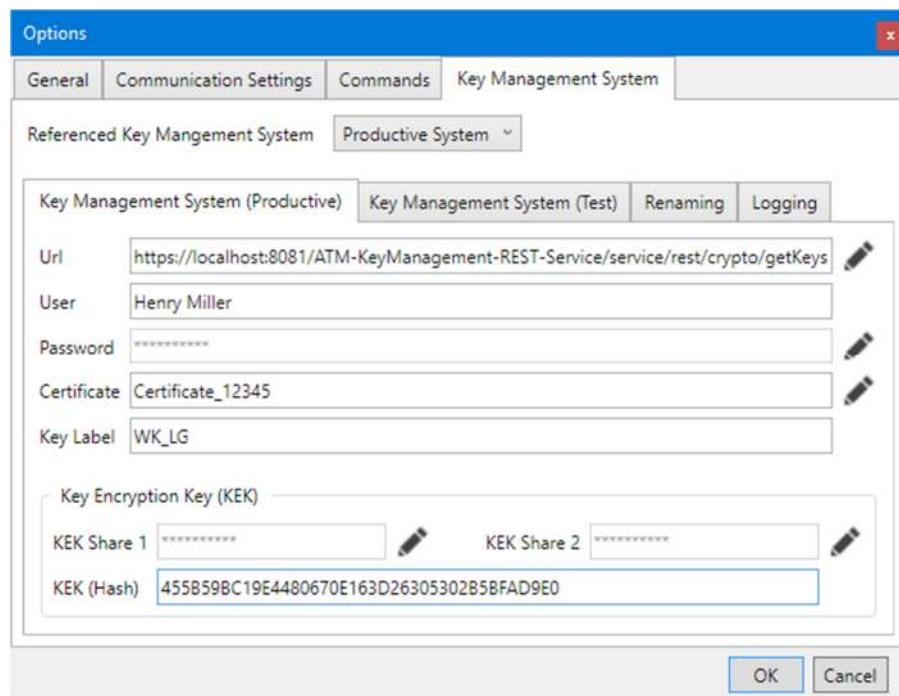 Options
x
General Communication Settings Commands Key Management System
Referenced Key Mangement System Productive System
Key Management System (Productive) Key Management System (Test) Renaming Logging
Url https://localhost:8081/ATM-KeyManagement-REST-Service/service/rest/crypto/getKeys
User Henry Miller
Password **********
Certificate Certificate_12345
Key Label WK_LG
Key Encryption Key (KEK)
KEK Share 1 ********** KEK Share 2 **********
KEK (Hash) 455B59BC19E4480670E163D26305302B5BFAD9E0
OK Cancel